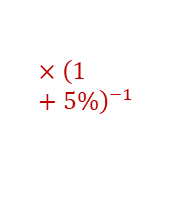 × (1
+ 5%)⁻¹